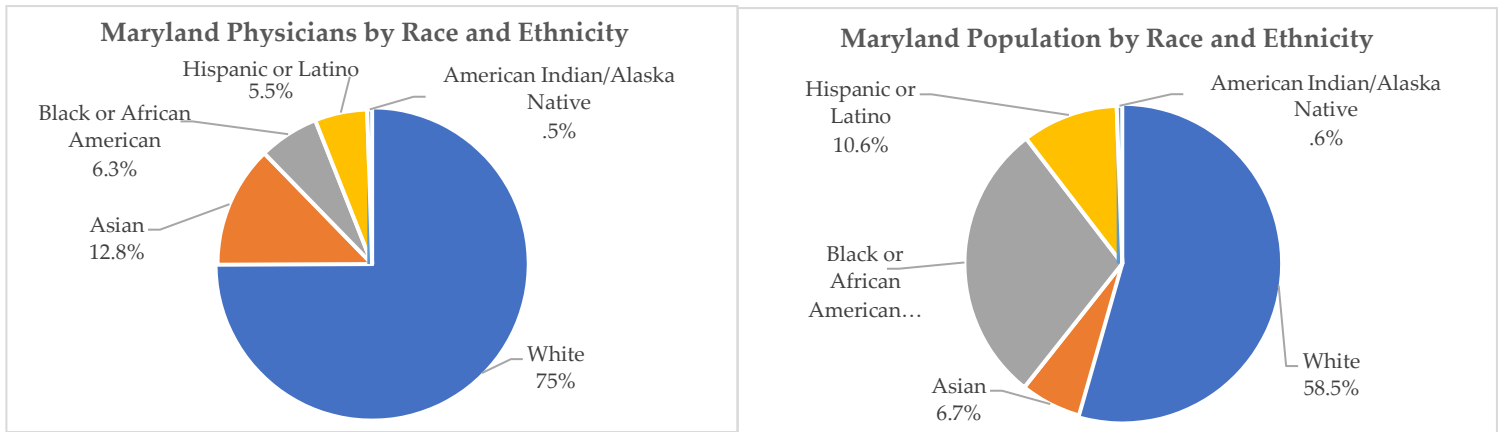 Maryland Physicians by Race and Ethnicity
Hispanic or Latino
5.5%
American Indian/Alaska
Native
.5%
Black or African
American
6.3%
Asian
12.8%
White
75%
Maryland Population by Race and Ethnicity
Hispanic or
Latino
10.6%
American Indian/Alaska
Native
.6%
Black or
African
American…
White
58.5%
Asian
6.7%